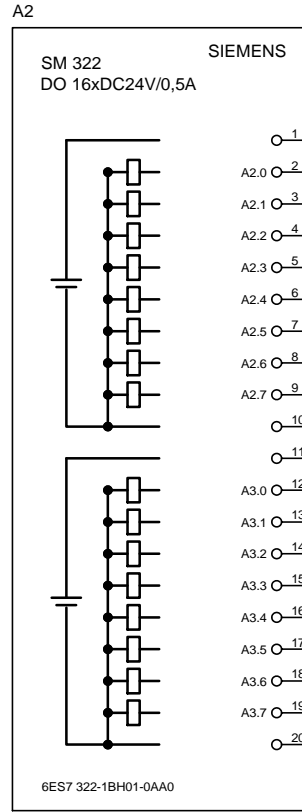 A2
SIEMENS
SM 322
DO 16xDC24V/0,5A
1
A2.0 2
A2.1 3
A2.2 4
A2.3 5
A2.4 6
A2.5 7
A2.6 8
A2.7 9
10
11
A3.0 12
A3.1 13
A3.2 14
A3.3 15
A3.4 16
A3.5 17
A3.6 18
A3.7 19
20
6ES7 322-1BH01-0AA0